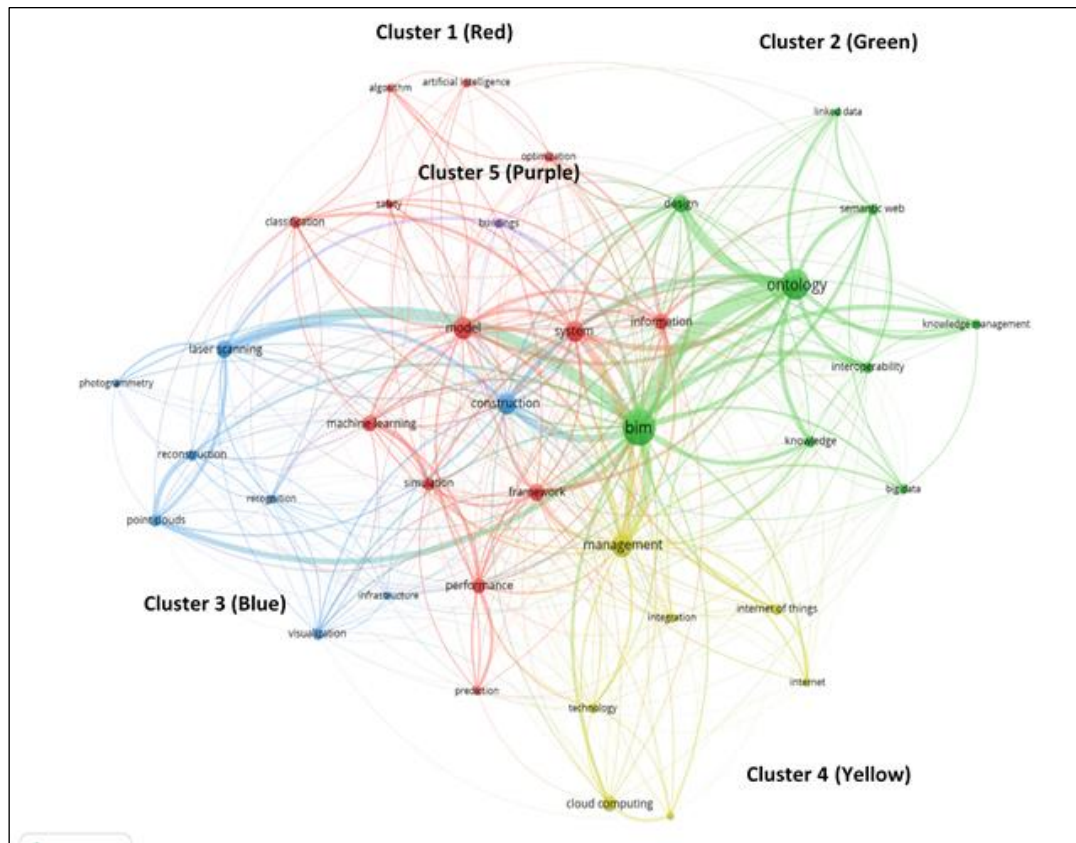 Cluster 1 (Red)
Cluster 2 (Green)
algorithm
artificial intelligence
linked data
optimization
Cluster 5 (Purple)
safety
design
semantic web
classification
buildings
ontology
model
system
information
knowledge management
laser scanning
interoperability
photogrammetry
construction
machine learning
bim
knowledge
reconstruction
simulation
recognition
framework
big data
point clouds
management
performance
infrastructure
Cluster 3 (Blue)
integration
internet of things
visualization
prediction
internet
technology
Cluster 4 (Yellow)
cloud computing